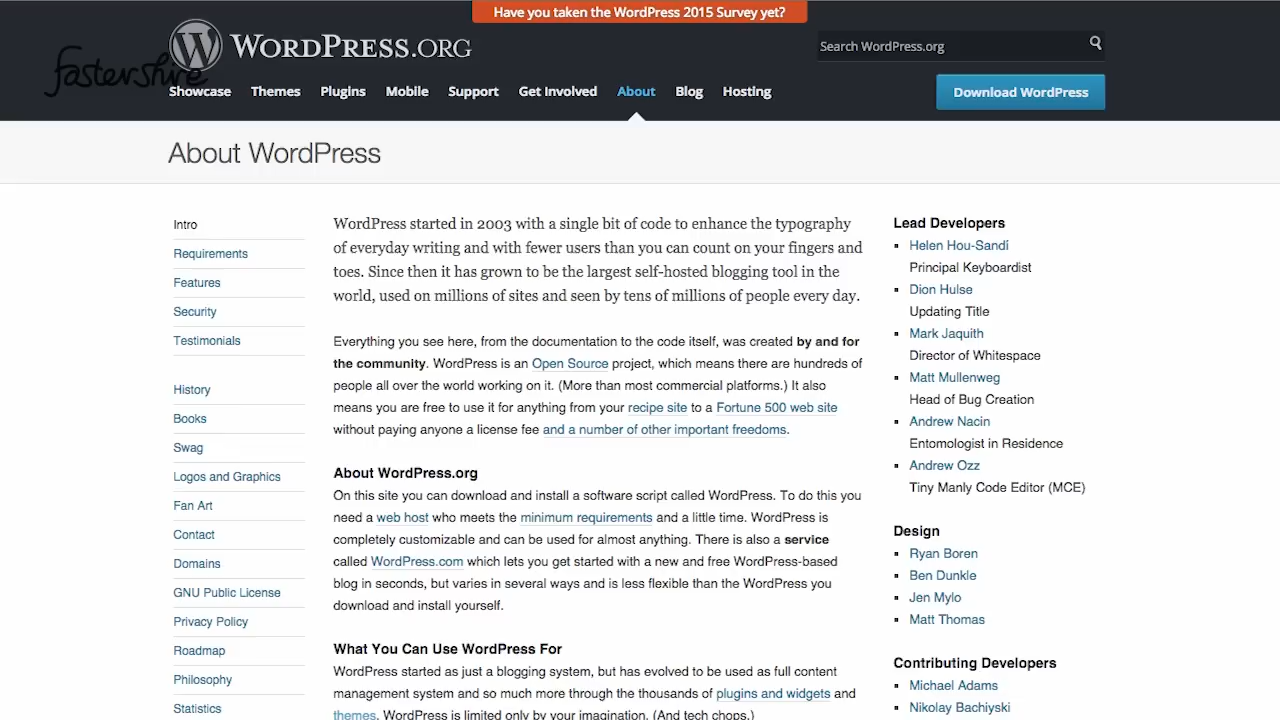 Have you taken the WordPress 2015 Survey yet?
WORDPRESS.ORG
fastershire
Search WordPress.org
Showcase Themes Plugins Mobile Support Get Involved About Blog Hosting
Download WordPress
About WordPress
Intro
Requirements
Features
Security
Testimonials
History
Books
Swag
Logos and Graphics
Fan Art
Contact
Domains
GNU Public License
Privacy Policy
Roadmap
Philosophy
Statistics
WordPress started in 2003 with a single bit of code to enhance the typography
of everyday writing and with fewer users than you can count on your fingers and
toes. Since then it has grown to be the largest self-hosted blogging tool in the
world, used on millions of sites and seen by tens of millions of people every day.
Everything you see here, from the documentation to the code itself, was created by and for
the community. WordPress is an Open Source project, which means there are hundreds of
people all over the world working on it. (More than most commercial platforms.) It also
means you are free to use it for anything from your recipe site to a Fortune 500 web site
without paying anyone a license fee and a number of other important freedoms.
About WordPress.org
On this site you can download and install a software script called WordPress. To do this you
need a web host who meets the minimum requirements and a little time. WordPress is
completely customizable and can be used for almost anything. There is also a service
called WordPress.com which lets you get started with a new and free WordPress-based
blog in seconds, but varies in several ways and is less flexible than the WordPress you
download and install yourself.
What You Can Use WordPress For
WordPress started as just a blogging system, but has evolved to be used as full content
management system and so much more through the thousands of plugins and widgets and
themes, WordPress is limited only by your imagination. (And tech chops.)
Lead Developers
Helen Hou-Sandí
Principal Keyboardist
Dion Hulse
Updating Title
Mark Jaquith
Director of Whitespace
Matt Mullenweg
Head of Bug Creation
Andrew Nacin
Entomologist in Residence
Andrew Ozz
Tiny Manly Code Editor (MCE)
Design
Ryan Boren
Ben Dunkle
Jen Mylo
Matt Thomas
Contributing Developers
Michael Adams
Nikolay Bachiyski